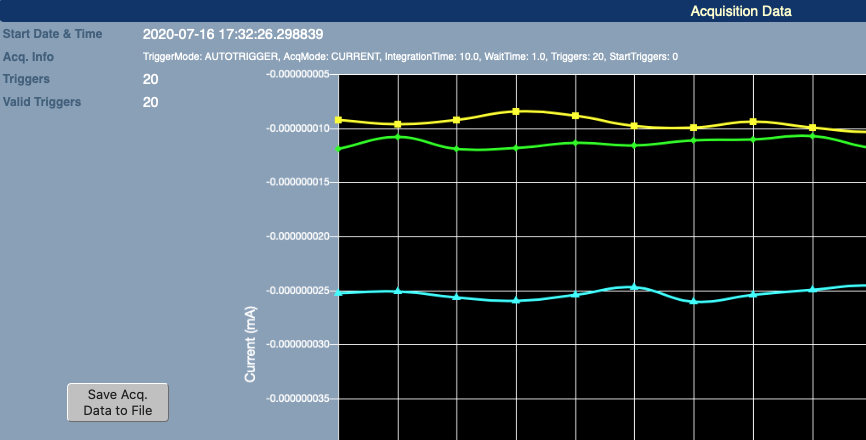 Acquisition Data
Start Date & Time 2020-07-16 17:32:26.298839
Acq. Info TriggerMode: AUTOTRIGGER, AcqMode: CURRENT, IntegrationTime: 10.0, WaitTime: 1.0, Triggers: 20, StartTriggers: 0
Triggers 20
Valid Triggers 20
-0.000000005
-0.000000010
-0.000000015
-0.000000020
-0.000000025
-0.000000030
-0.000000035
Current (mA)
Save Acq.
Data to File